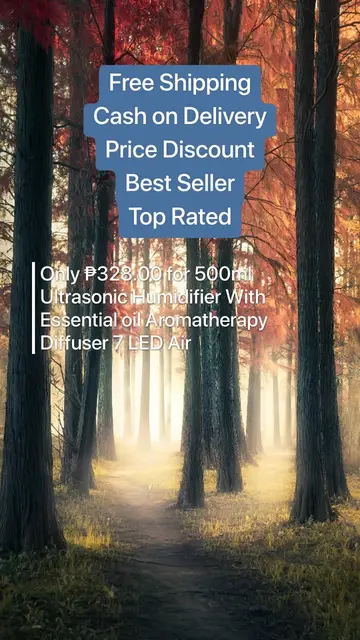 Free Shipping
Cash on Delivery
Price Discount
Best Seller
Top Rated
Only ₱328.00 for 500ml
Ultrasonic Humidifier With
Essential oil Aromatherapy
Diffuser 7 LED Air